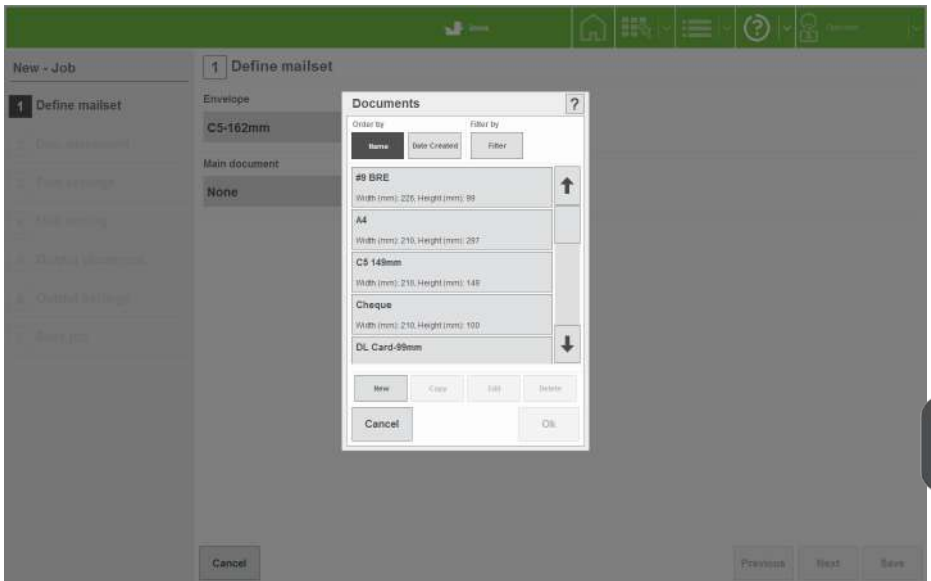 New - Job
1 Define mailset
1 Define mailset
Envelope
C5-162mm
Main document
None
Documents
?
Order by
Filter by
Name
Date Created
Filter
#9 BRE
Width (mm): 225, Height (mm): 99
A4
Width (mm): 210, Height (mm): 297
C5 149mm
Width (mm): 210, Height (mm): 149
Cheque
Width (mm): 210, Height (mm): 100
DL Card-99mm
New
Copy
Edit
Delete
Cancel
Ok
Cancel
Previous
Next
Save